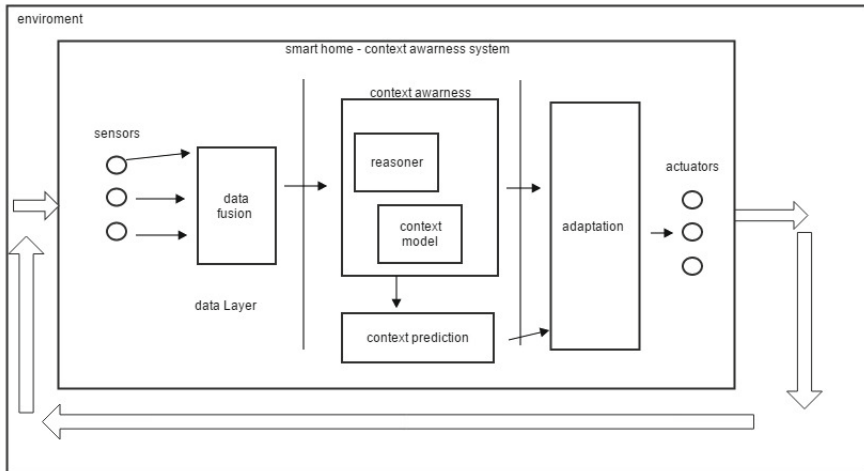 enviroment
smart home - context awarness system
context awarness
sensors
reasoner
actuators
data
fusion
context
model
adaptation
data Layer
context prediction